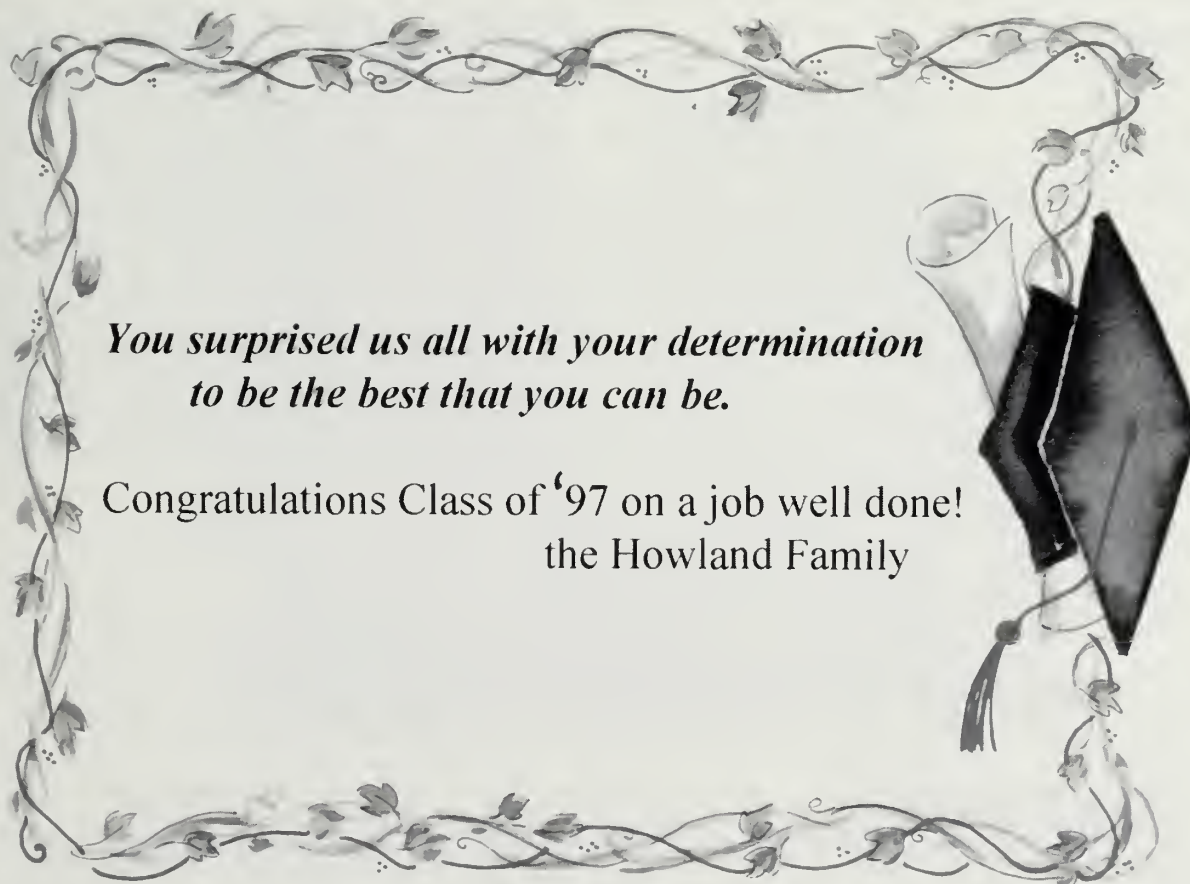 You surprised us all with your determination
to be the best that you can be.
Congratulations Class of ‘97 on a job well done!
the Howland Family